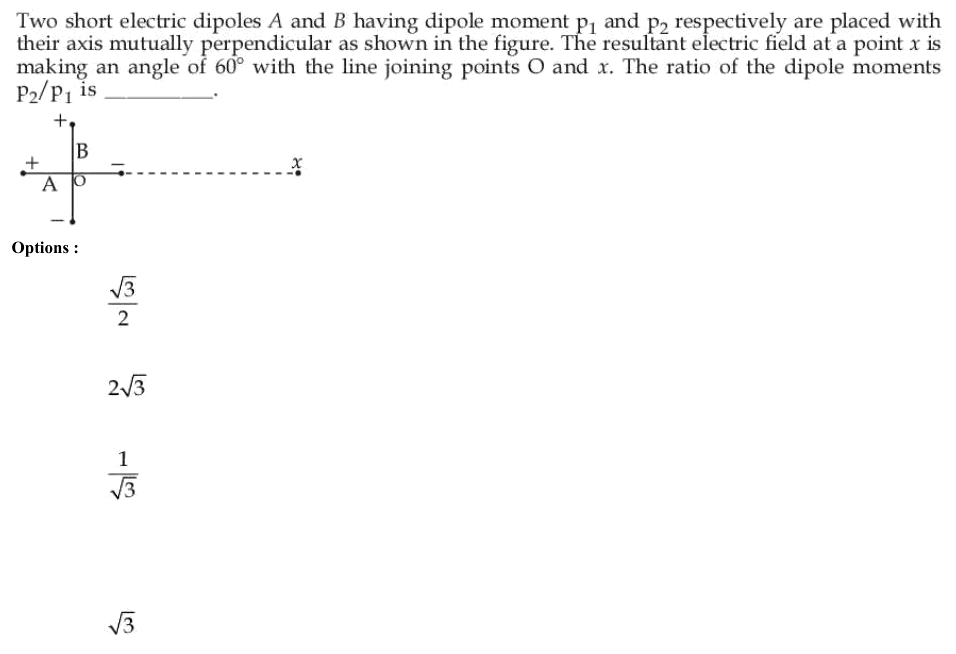 Two short electric dipoles A and B having dipole moment p₁ and p₂ respectively are placed with
their axis mutually perpendicular as shown in the figure. The resultant electric field at a point x is
making an angle of 60° with the line joining points O and x. The ratio of the dipole moments
p₂/p₁ is __________.
+
B
+ − x
A O
−
Options :
√3/2
2√3
1/√3
√3